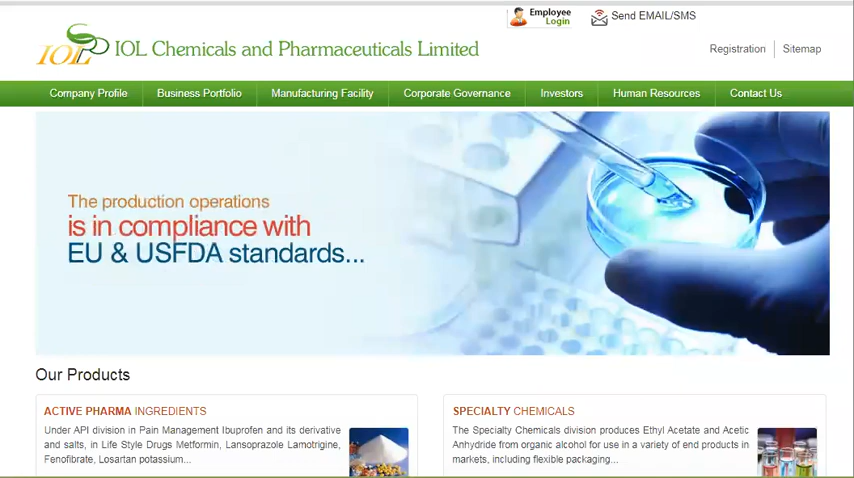 Employee
Login
Send EMAIL/SMS
IOL
IOL Chemicals and Pharmaceuticals Limited
Registration
Sitemap
Company Profile
Business Portfolio
Manufacturing Facility
Corporate Governance
Investors
Human Resources
Contact Us
The production operations
is in compliance with
EU & USFDA standards...
Our Products
ACTIVE PHARMA INGREDIENTS
Under API division in Pain Management Ibuprofen and its derivative
and salts, in Life Style Drugs Metformin, Lansoprazole Lamotrigine,
Fenofibrate, Losartan potassium...
SPECIALTY CHEMICALS
The Specialty Chemicals division produces Ethyl Acetate and Acetic
Anhydride from organic alcohol for use in a variety of end products in
markets, including flexible packaging...